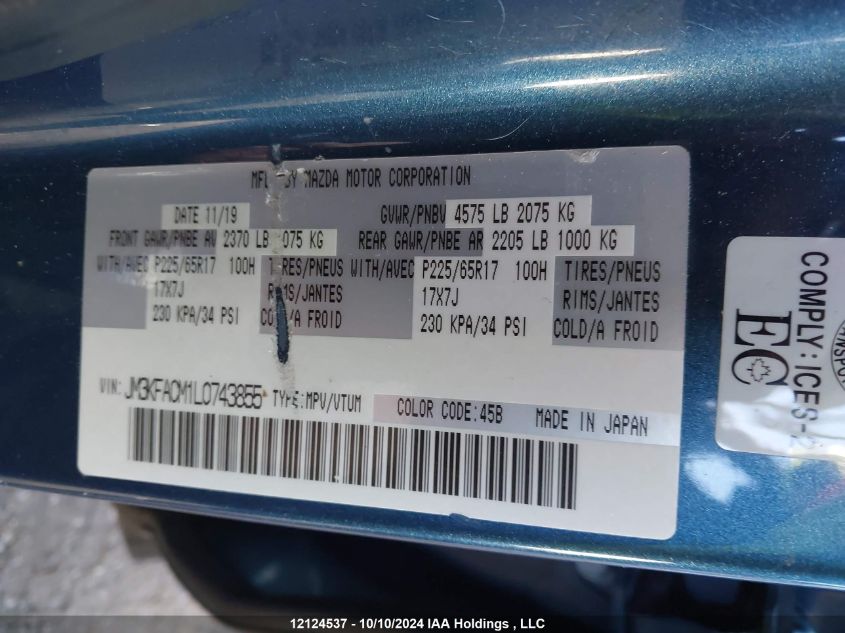 MFD BY MAZDA MOTOR CORPORATION
DATE 11/19 GVWR/PNBV 4575 LB 2075 KG
FRONT GAWR/PNBE AV 2370 LB 075 KG REAR GAWR/PNBE AR 2205 LB 1000 KG
WITH/AVEC P225/65R17 100H TIRES/PNEUS WITH/AVEC P225/65R17 100H TIRES/PNEUS
17X7J RIMS/JANTES 17X7J RIMS/JANTES
230 KPA/34 PSI COLD/A FROID 230 KPA/34 PSI COLD/A FROID
VIN: JM3KFACM1L0743855 TYPE:MPV/VTUM COLOR CODE:45B MADE IN JAPAN
EC
COMPLY: ICES-2
12124537 - 10/10/2024 IAA Holdings , LLC